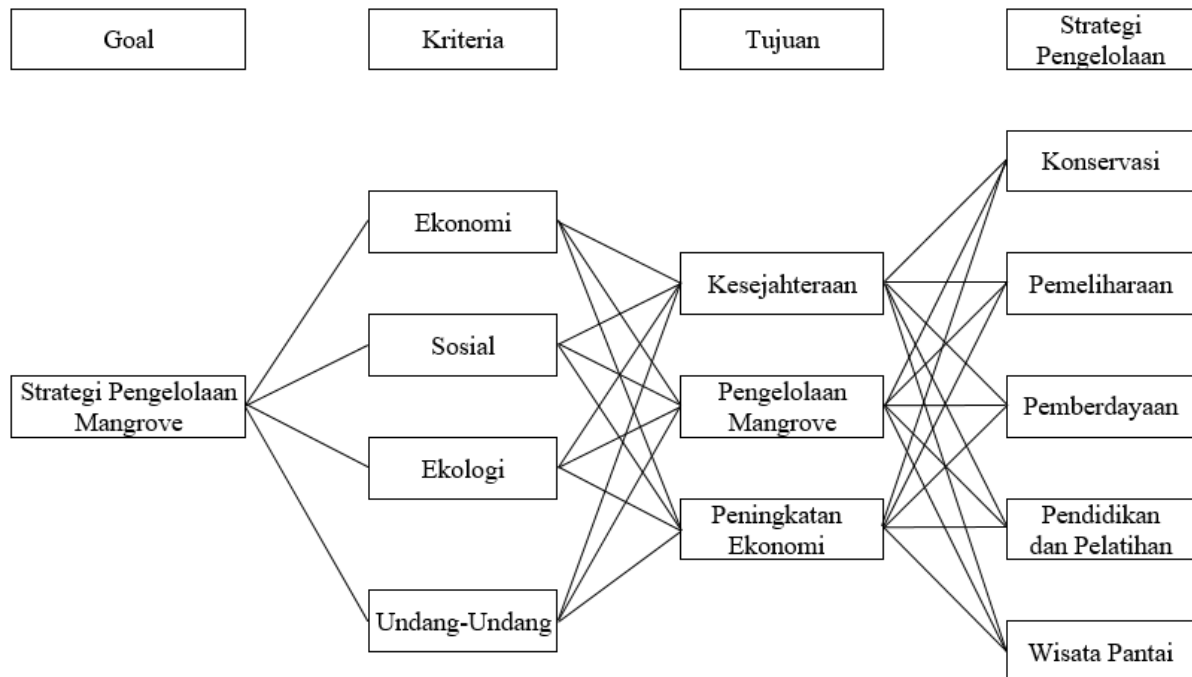 Goal
Kriteria
Tujuan
Strategi
Pengelolaan
Strategi Pengelolaan
Mangrove
Ekonomi
Sosial
Ekologi
Undang-Undang
Kesejahteraan
Pengelolaan
Mangrove
Peningkatan
Ekonomi
Konservasi
Pemeliharaan
Pemberdayaan
Pendidikan
dan Pelatihan
Wisata Pantai